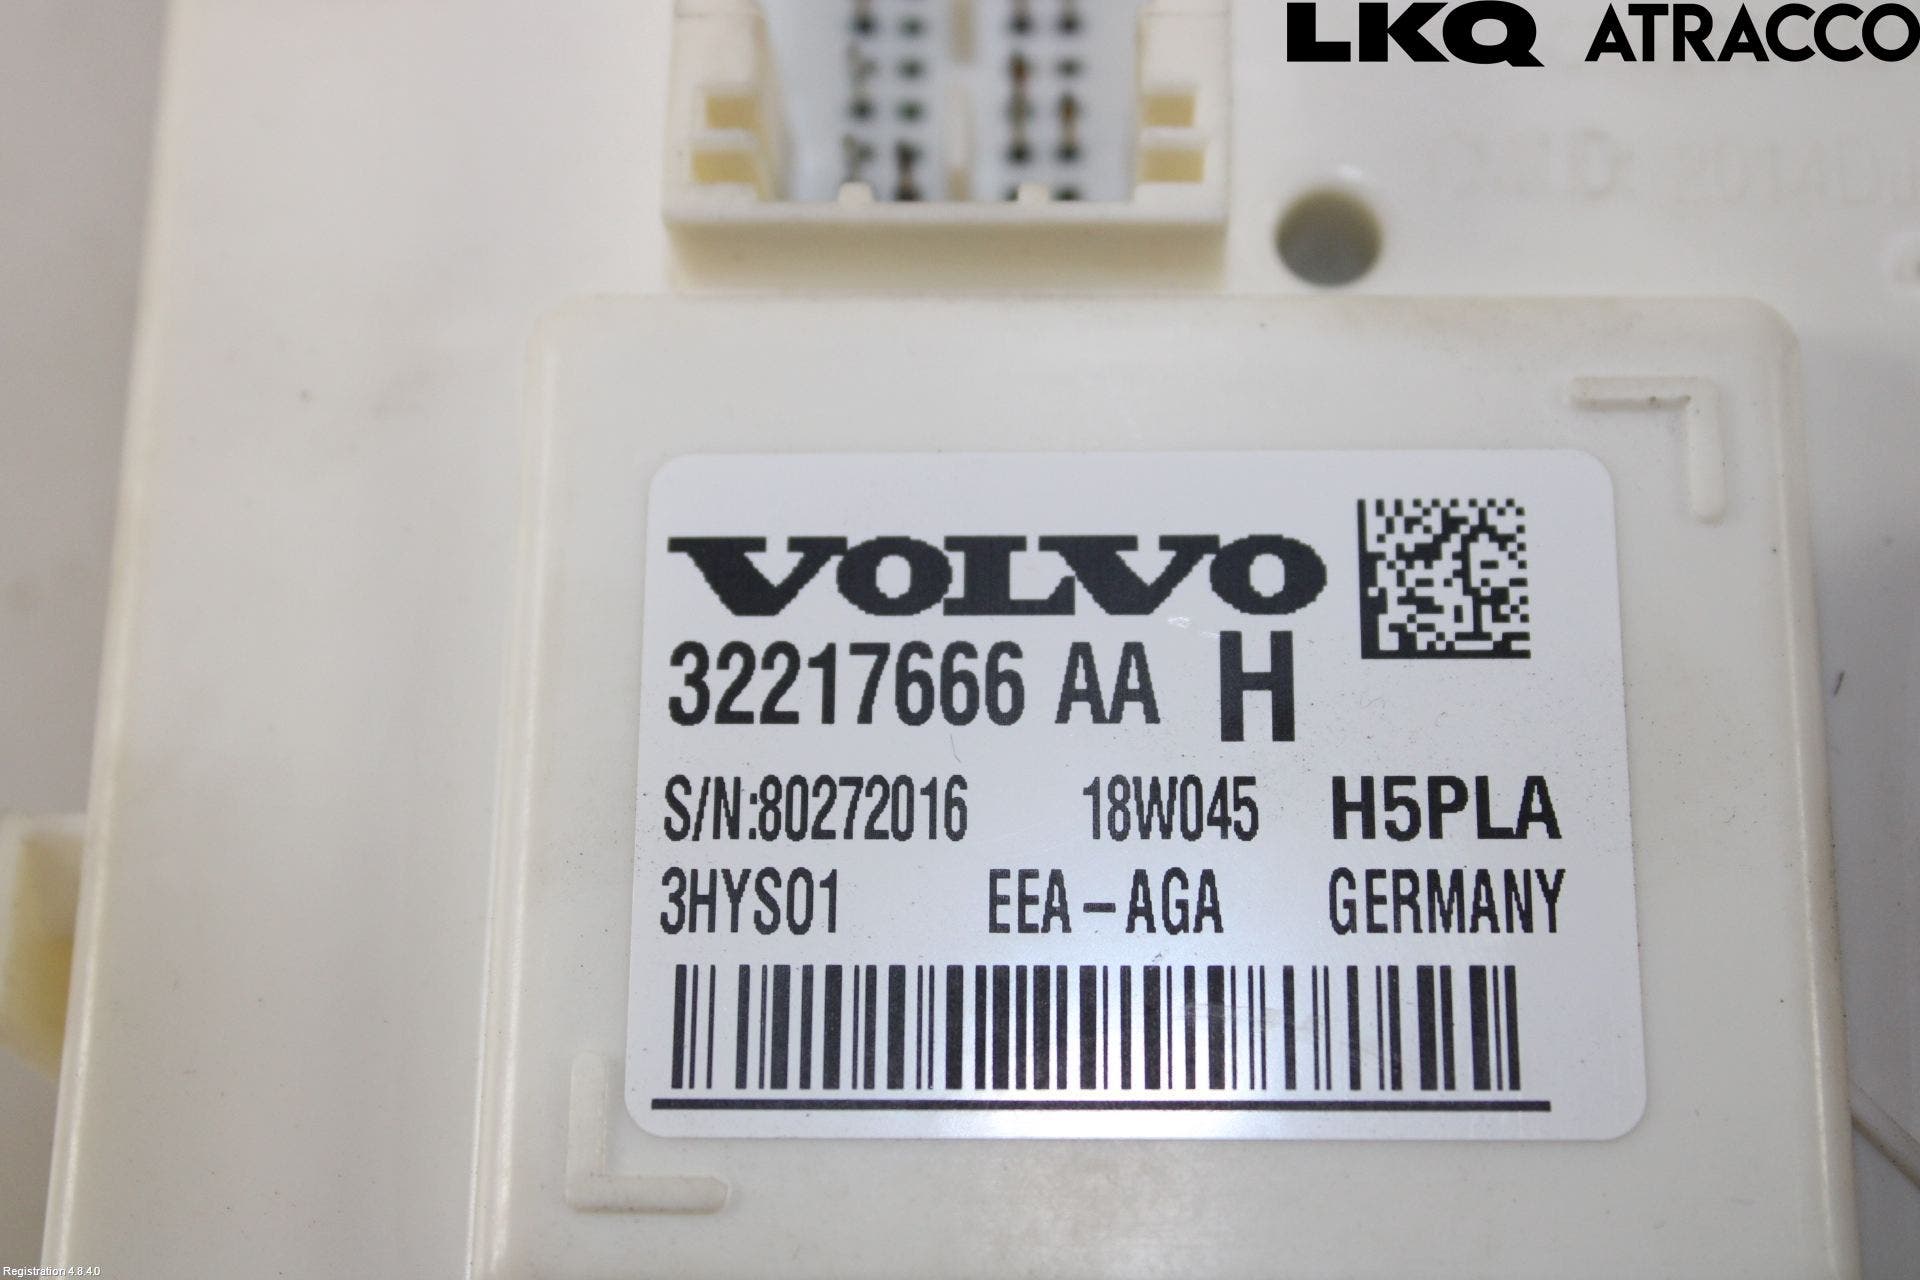 LKQ ATRACCO
VOLVO
32217666 AA H
S/N:80272016 18W045 H5PLA
3HYS01 EEA-AGA GERMANY
Registration 4.8.4.0